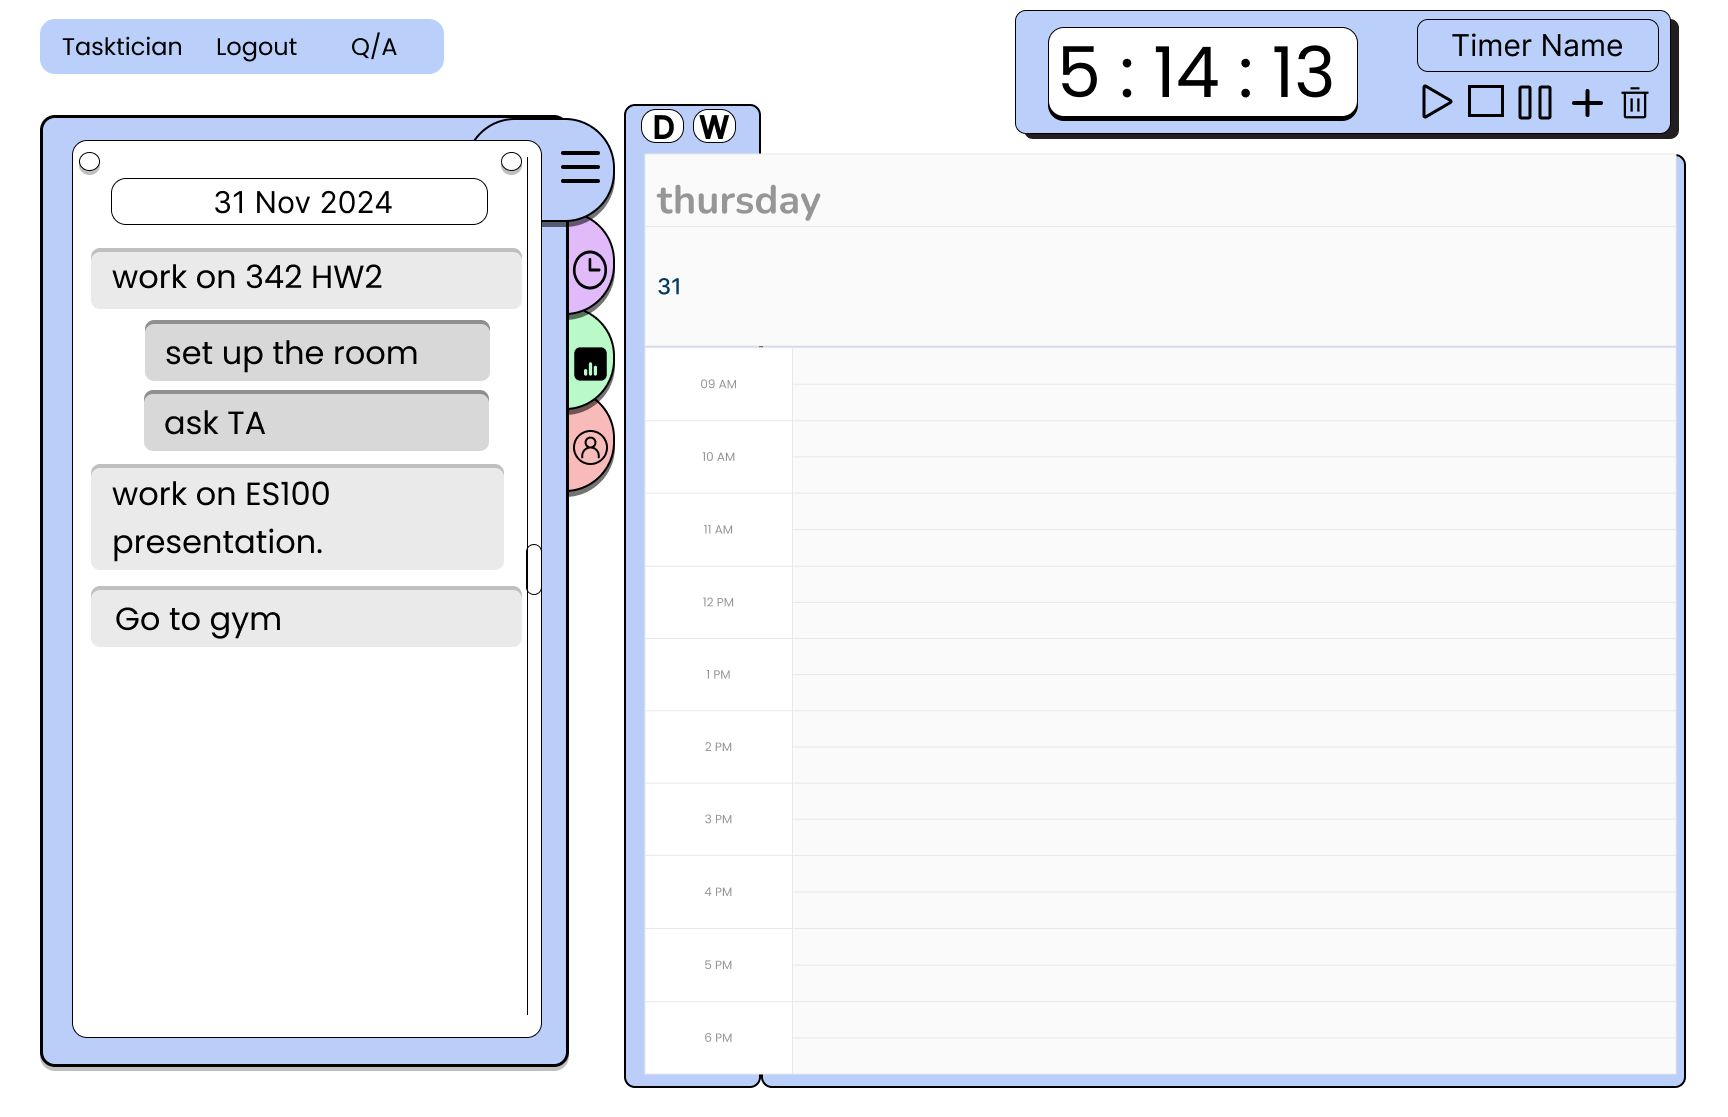 Tasktician Logout Q/A
5 : 14 : 13
Timer Name
D W
31 Nov 2024
work on 342 HW2
set up the room
ask TA
work on ES100
presentation.
Go to gym
thursday
31
09 AM
10 AM
11 AM
12 PM
1 PM
2 PM
3 PM
4 PM
5 PM
6 PM